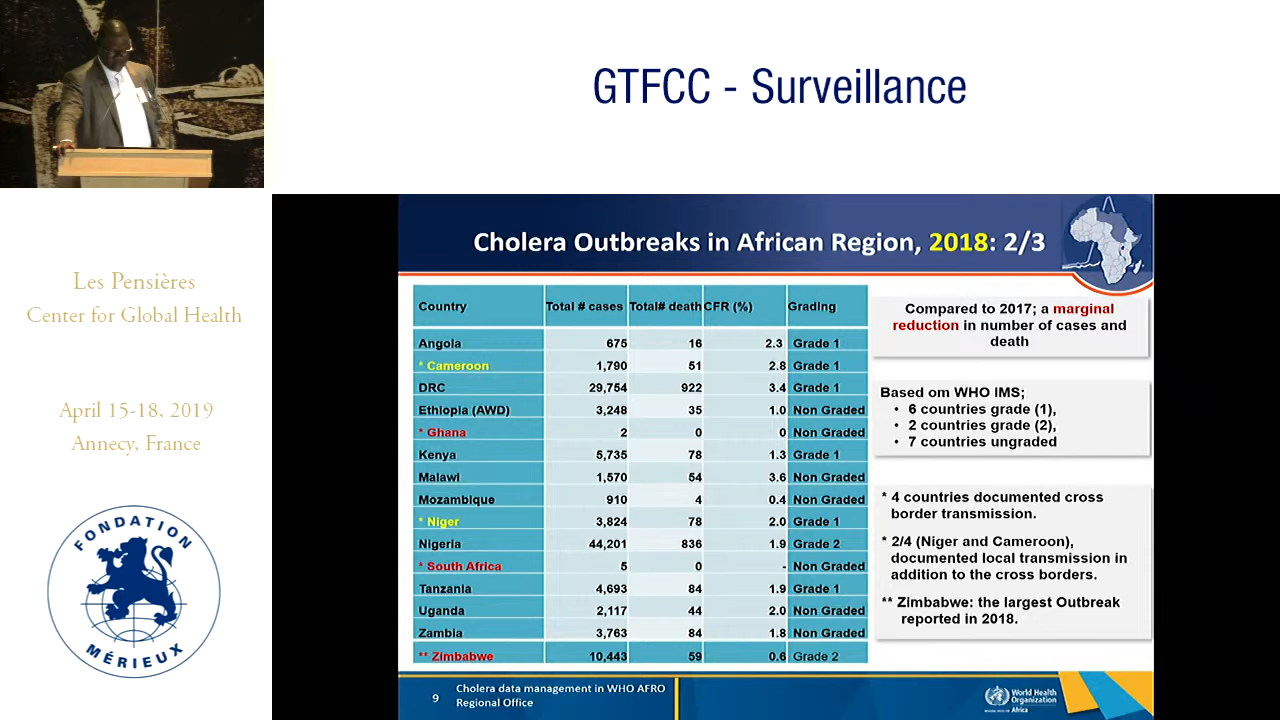 GTFCC - Surveillance
Les Pensières
Center for Global Health
April 15-18, 2019
Annecy, France
FONDATION
MÉRIEUX
Cholera Outbreaks in African Region, 2018: 2/3
Country Total # cases Total# death CFR (%) Grading
Angola 675 16 2.3 Grade 1
* Cameroon 1,790 51 2.8 Grade 1
DRC 29,754 922 3.4 Grade 1
Ethiopia (AWD) 3,248 35 1.0 Non Graded
* Ghana 2 0 0 Non Graded
Kenya 5,735 78 1.3 Grade 1
Malawi 1,570 54 3.6 Non Graded
Mozambique 910 4 0.4 Non Graded
* Niger 3,824 78 2.0 Grade 1
Nigeria 44,201 836 1.9 Grade 2
* South Africa 5 0 - Non Graded
Tanzania 4,693 84 1.9 Grade 1
Uganda 2,117 44 2.0 Non Graded
Zambia 3,763 84 1.8 Non Graded
** Zimbabwe 10,443 59 0.6 Grade 2
Compared to 2017; a marginal
reduction in number of cases and
death
Based om WHO IMS;
• 6 countries grade (1),
• 2 countries grade (2),
• 7 countries ungraded
* 4 countries documented cross
border transmission.
* 2/4 (Niger and Cameroon),
documented local transmission in
addition to the cross borders.
** Zimbabwe: the largest Outbreak
reported in 2018.
9
Cholera data management in WHO AFRO
Regional Office
World Health
Organization
REGIONAL OFFICE FOR Africa